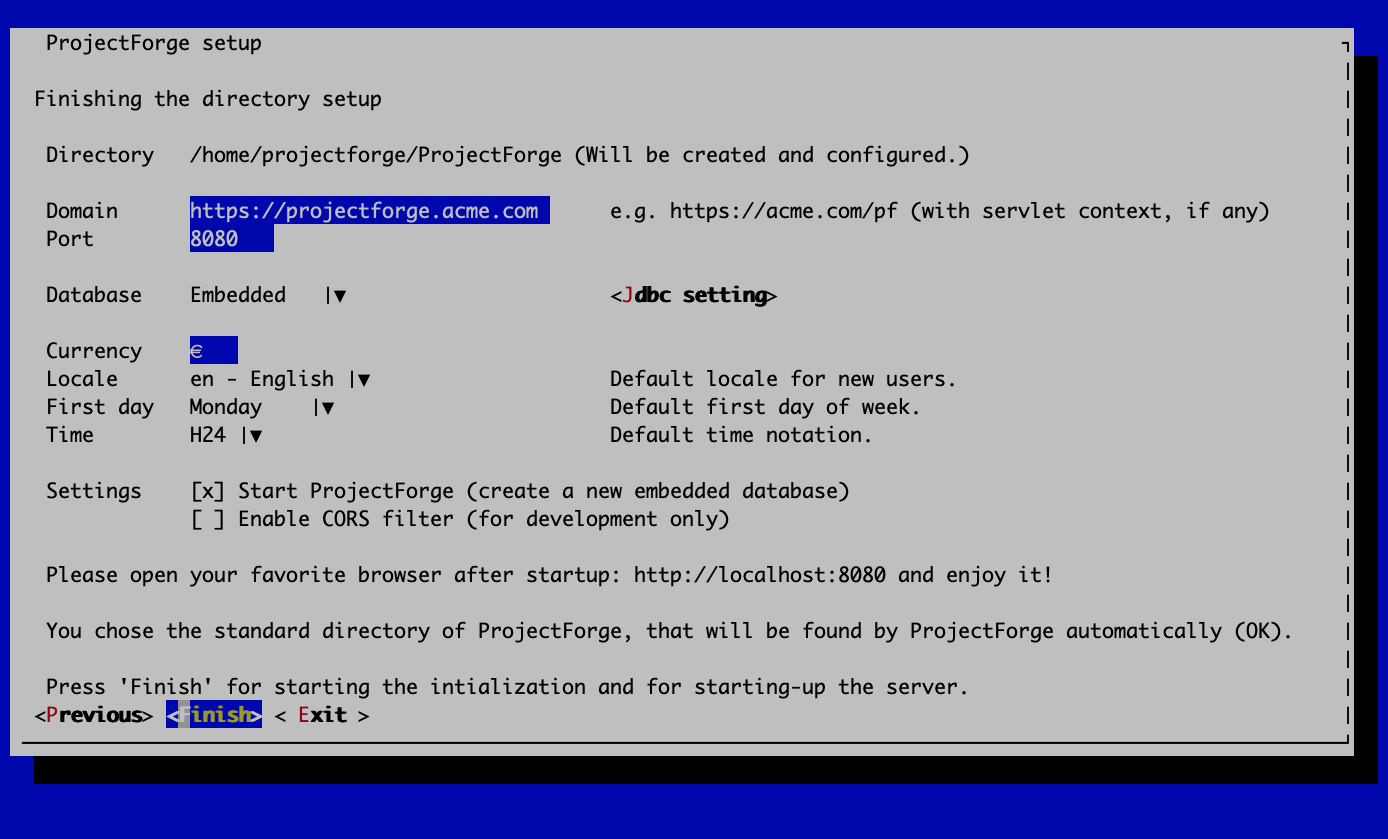 ProjectForge setup
Finishing the directory setup
Directory /home/projectforge/ProjectForge (Will be created and configured.)
Domain https://projectforge.acme.com e.g. https://acme.com/pf (with servlet context, if any)
Port 8080
Database Embedded |▼ <Jdbc setting>
Currency €
Locale en - English |▼ Default locale for new users.
First day Monday |▼ Default first day of week.
Time H24 |▼ Default time notation.
Settings [x] Start ProjectForge (create a new embedded database)
[ ] Enable CORS filter (for development only)
Please open your favorite browser after startup: http://localhost:8080 and enjoy it!
You chose the standard directory of ProjectForge, that will be found by ProjectForge automatically (OK).
Press 'Finish' for starting the intialization and for starting-up the server.
<Previous> <Finish> < Exit >